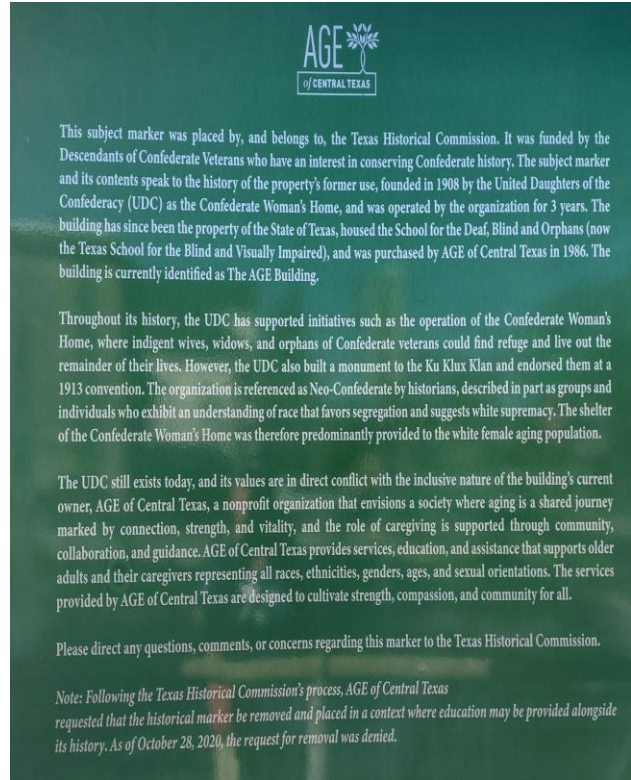 AGE
of CENTRAL TEXAS
This subject marker was placed by, and belongs to, the Texas Historical Commission. It was funded by the
Descendants of Confederate Veterans who have an interest in conserving Confederate history. The subject marker
and its contents speak to the history of the property's former use, founded in 1908 by the United Daughters of the
Confederacy (UDC) as the Confederate Woman's Home, and was operated by the organization for 3 years. The
building has since been the property of the State of Texas, housed the School for the Deaf, Blind and Orphans (now
the Texas School for the Blind and Visually Impaired), and was purchased by AGE of Central Texas in 1986. The
building is currently identified as The AGE Building.
Throughout its history, the UDC has supported initiatives such as the operation of the Confederate Woman's
Home, where indigent wives, widows, and orphans of Confederate veterans could find refuge and live out the
remainder of their lives. However, the UDC also built a monument to the Ku Klux Klan and endorsed them at a
1913 convention. The organization is referenced as Neo-Confederate by historians, described in part as groups and
individuals who exhibit an understanding of race that favors segregation and suggests white supremacy. The shelter
of the Confederate Woman's Home was therefore predominantly provided to the white female aging population.
The UDC still exists today, and its values are in direct conflict with the inclusive nature of the building's current
owner, AGE of Central Texas, a nonprofit organization that envisions a society where aging is a shared journey
marked by connection, strength, and vitality, and the role of caregiving is supported through community,
collaboration, and guidance. AGE of Central Texas provides services, education, and assistance that supports older
adults and their caregivers representing all races, ethnicities, genders, ages, and sexual orientations. The services
provided by AGE of Central Texas are designed to cultivate strength, compassion, and community for all.
Please direct any questions, comments, or concerns regarding this marker to the Texas Historical Commission.
Note: Following the Texas Historical Commission's process, AGE of Central Texas
requested that the historical marker be removed and placed in a context where education may be provided alongside
its history. As of October 28, 2020, the request for removal was denied.